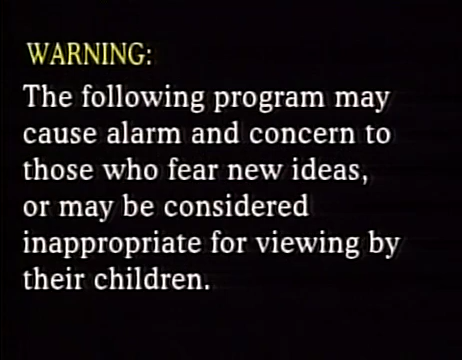 WARNING:
The following program may
cause alarm and concern to
those who fear new ideas,
or may be considered
inappropriate for viewing by
their children.